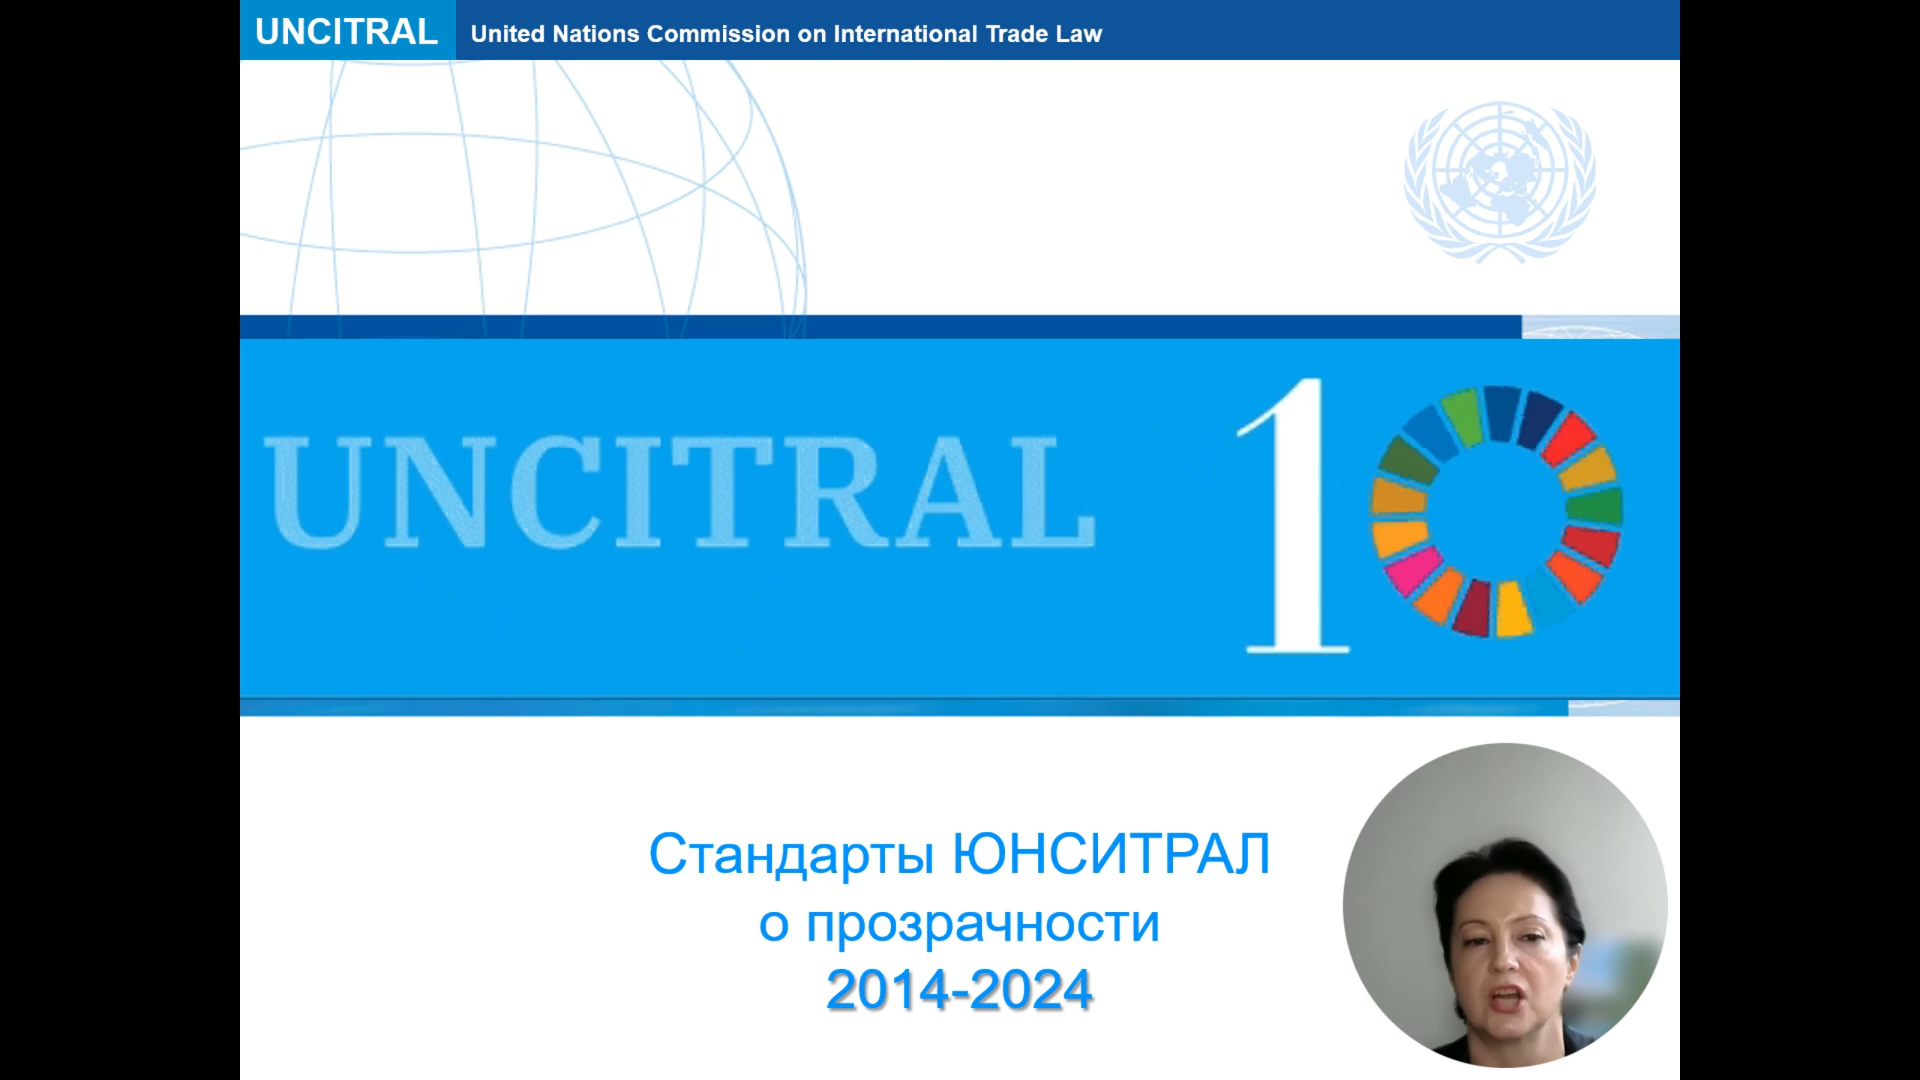 UNCITRAL United Nations Commission on International Trade Law
UNCITRAL 10
Стандарты ЮНСИТРАЛ
о прозрачности
2014-2024